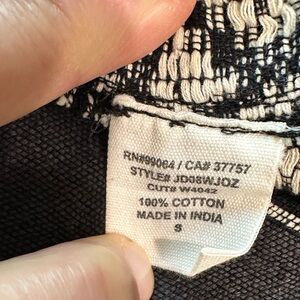 RN#99064 / CA# 37757
STYLE# JD08WJOZ
CUT# W4042
100% COTTON
MADE IN INDIA
S